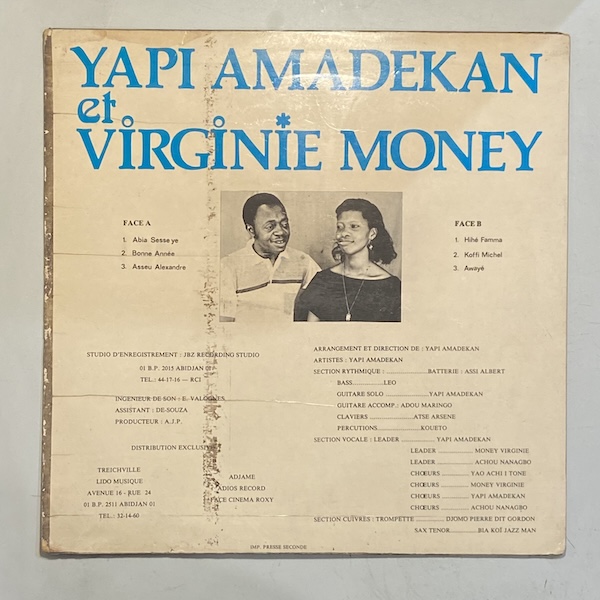 YAPI AMADEKAN
et
VIRGINIE MONEY
FACE A
1. Abia Sesse ye
2. Bonne Année
3. Asseu Alexandre
FACE B
1. Hihé Famma
2. Koffi Michel
3. Awayé
STUDIO D'ENREGISTREMENT : JBZ RECORDING STUDIO
01 B.P. 2015 ABIDJAN 01
TEL.: 44-17-16 — RCI
INGENIEUR DE SON : E. VALOGNES
ASSISTANT : DE-SOUZA
PRODUCTEUR : A.J.P.
DISTRIBUTION EXCLUSIVE
TREICHVILLE
LIDO MUSIQUE
AVENUE 16 - RUE 24
01 B.P. 2511 ABIDJAN 01
TEL.: 32-14-60
ADJAME
ADIOS RECORD
FACE CINEMA ROXY
ARRANGEMENT ET DIRECTION DE : YAPI AMADEKAN
ARTISTES : YAPI AMADEKAN
SECTION RYTHMIQUE : ................BATTERIE : ASSI ALBERT
BASS............LEO
GUITARE SOLO ................YAPI AMADEKAN
GUITARE ACCOMP.: ADOU MARINGO
CLAVIERS ................ATSE ARSENE
PERCUTIONS................KOUETO
SECTION VOCALE : LEADER ............ YAPI AMADEKAN
LEADER ............ MONEY VIRGINIE
LEADER ............ ACHOU NANAGBO
CHŒURS ............ YAO ACHI I TONE
CHŒURS ............ MONEY VIRGINIE
CHŒURS ............ YAPI AMADEKAN
CHŒURS ............ ACHOU NANAGBO
SECTION CUÏVRES : TROMPETTE ............ DJOMO PIERRE DIT GORDON
SAX TENOR............BIA KOÏ JAZZ MAN
IMP. PRESSE SECONDE